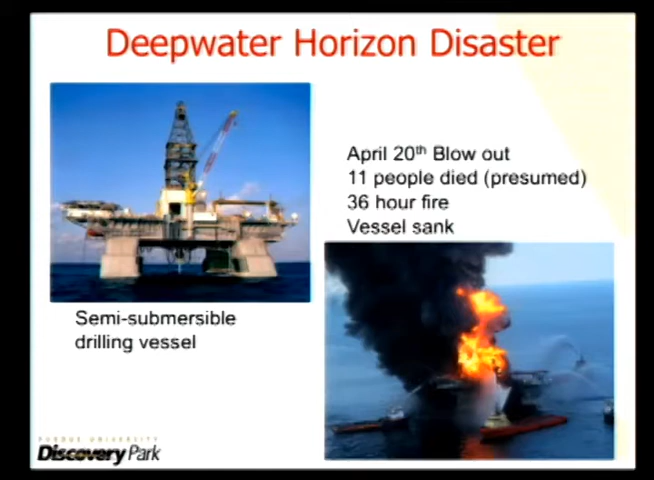 Deepwater Horizon Disaster
April 20th Blow out
11 people died (presumed)
36 hour fire
Vessel sank
Semi-submersible
drilling vessel
PURDUE UNIVERSITY
Discovery Park